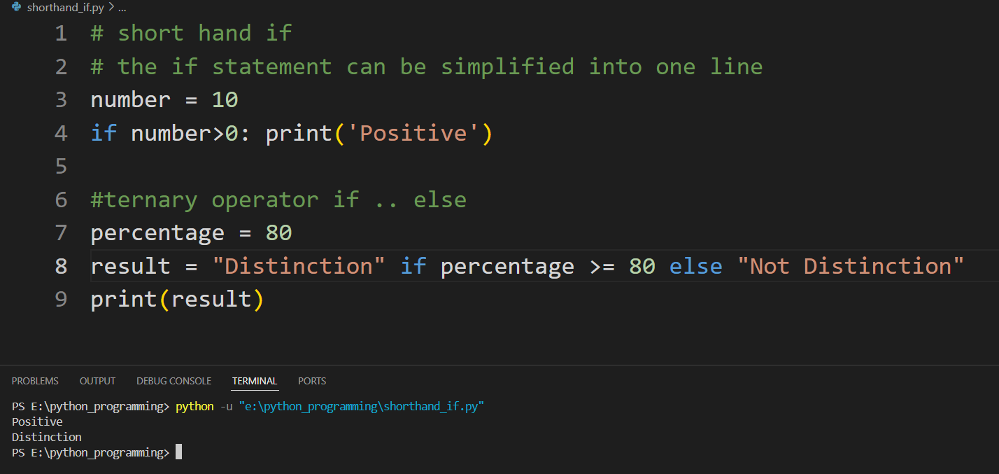 shorthand_if.py > ...
1 # short hand if
2 # the if statement can be simplified into one line
3 number = 10
4 if number>0: print('Positive')
5
6 #ternary operator if .. else
7 percentage = 80
8 result = "Distinction" if percentage >= 80 else "Not Distinction"
9 print(result)
PROBLEMS OUTPUT DEBUG CONSOLE TERMINAL PORTS
PS E:\python_programming> python -u "e:\python_programming\shorthand_if.py"
Positive
Distinction
PS E:\python_programming>